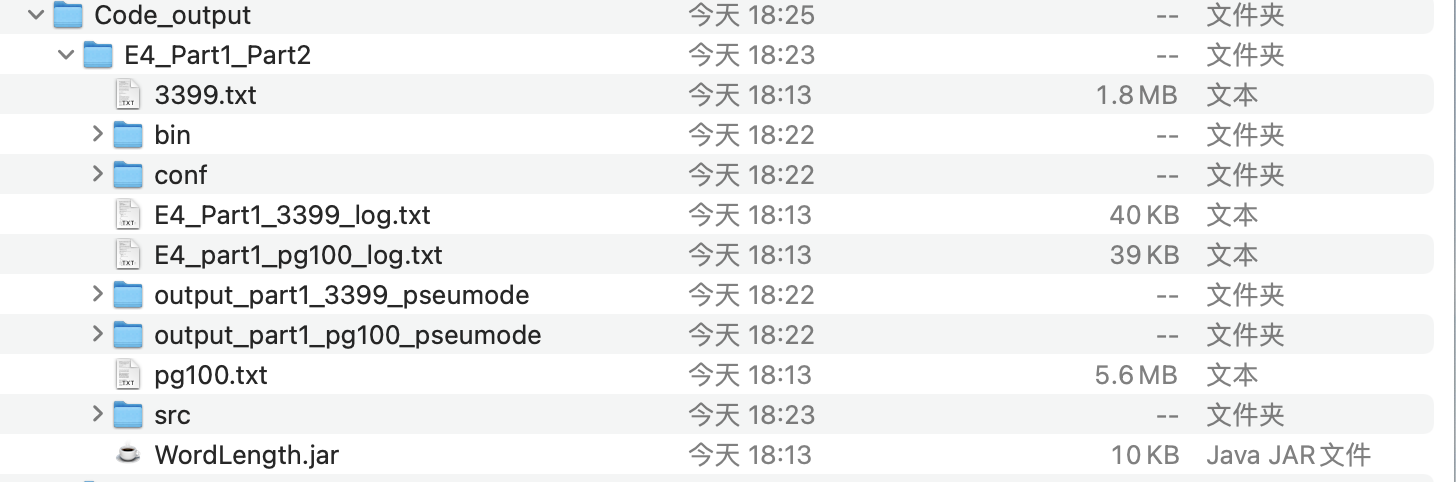 Code_output 今天 18:25 -- 文件夹
E4_Part1_Part2 今天 18:23 -- 文件夹
TXT 3399.txt 今天 18:13 1.8 MB 文本
bin 今天 18:22 -- 文件夹
conf 今天 18:22 -- 文件夹
TXT E4_Part1_3399_log.txt 今天 18:13 40 KB 文本
TXT E4_part1_pg100_log.txt 今天 18:13 39 KB 文本
output_part1_3399_pseumode 今天 18:22 -- 文件夹
output_part1_pg100_pseumode 今天 18:22 -- 文件夹
TXT pg100.txt 今天 18:13 5.6 MB 文本
src 今天 18:23 -- 文件夹
WordLength.jar 今天 18:13 10 KB Java JAR文件